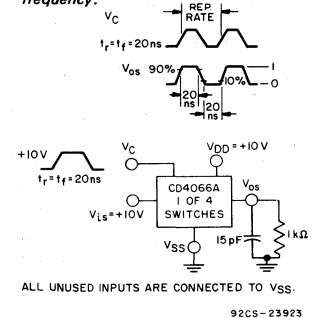 frequency.
REP.
RATE
VC
tr=tf=20ns
Vos 90%
10%
1
0
20
ns
20
ns
+10V
tr=tf=20ns
VC
VDD=+10V
Vis=+10V
CD4066A
1 OF 4
SWITCHES
Vos
VSS
15pF
1kΩ
ALL UNUSED INPUTS ARE CONNECTED TO VSS.
92CS-23923